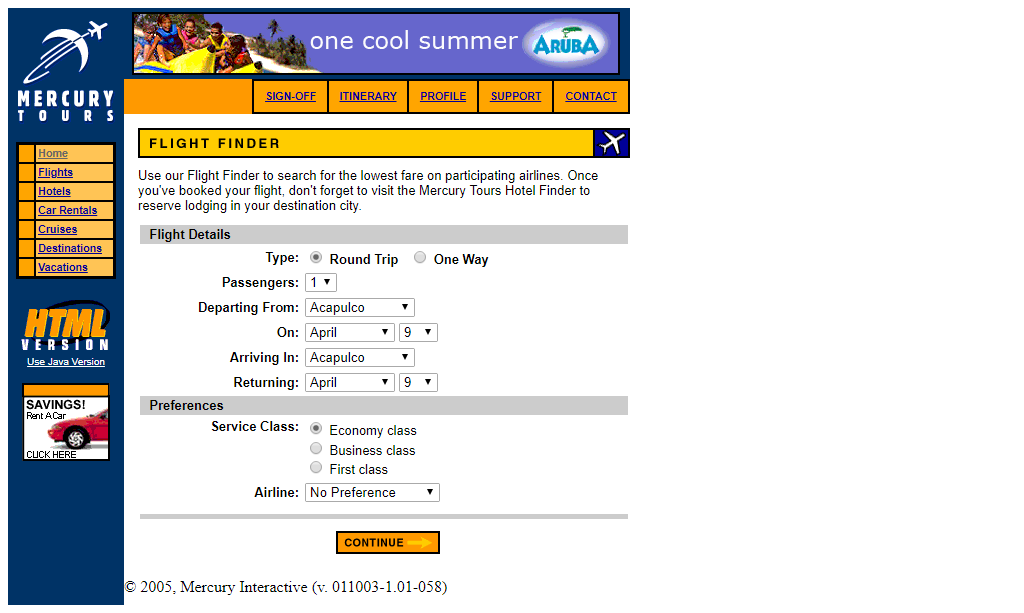 one cool summer ARUBA
MERCURY
TOURS
SIGN-OFF ITINERARY PROFILE SUPPORT CONTACT
FLIGHT FINDER
Home
Flights
Hotels
Car Rentals
Cruises
Destinations
Vacations
HTML
VERSION
Use Java Version
SAVINGS!
Rent A Car
CLICK HERE
Use our Flight Finder to search for the lowest fare on participating airlines. Once
you've booked your flight, don't forget to visit the Mercury Tours Hotel Finder to
reserve lodging in your destination city.
Flight Details
Type: Round Trip One Way
Passengers: 1
Departing From: Acapulco
On: April 9
Arriving In: Acapulco
Returning: April 9
Preferences
Service Class: Economy class
Business class
First class
Airline: No Preference
CONTINUE
© 2005, Mercury Interactive (v. 011003-1.01-058)